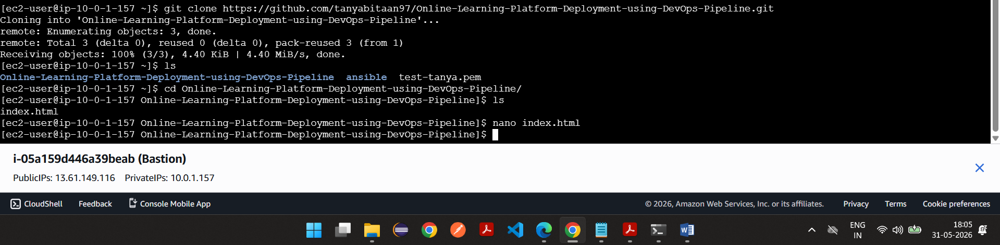 [ec2-user@ip-10-0-1-157 ~]$ git clone https://github.com/tanyabitaan97/Online-Learning-Platform-Deployment-using-DevOps-Pipeline.git
Cloning into 'Online-Learning-Platform-Deployment-using-DevOps-Pipeline'...
remote: Enumerating objects: 3, done.
remote: Total 3 (delta 0), reused 0 (delta 0), pack-reused 3 (from 1)
Receiving objects: 100% (3/3), 4.40 KiB | 4.40 MiB/s, done.
[ec2-user@ip-10-0-1-157 ~]$ ls
Online-Learning-Platform-Deployment-using-DevOps-Pipeline  ansible  test-tanya.pem
[ec2-user@ip-10-0-1-157 ~]$ cd Online-Learning-Platform-Deployment-using-DevOps-Pipeline/
[ec2-user@ip-10-0-1-157 Online-Learning-Platform-Deployment-using-DevOps-Pipeline]$ ls
index.html
[ec2-user@ip-10-0-1-157 Online-Learning-Platform-Deployment-using-DevOps-Pipeline]$ nano index.html
[ec2-user@ip-10-0-1-157 Online-Learning-Platform-Deployment-using-DevOps-Pipeline]$
i-05a159d446a39beab (Bastion)
PublicIPs: 13.61.149.116 PrivateIPs: 10.0.1.157
CloudShell Feedback Console Mobile App © 2026, Amazon Web Services, Inc. or its affiliates. Privacy Terms Cookie preferences
ENG 18:05
IN 31-05-2026